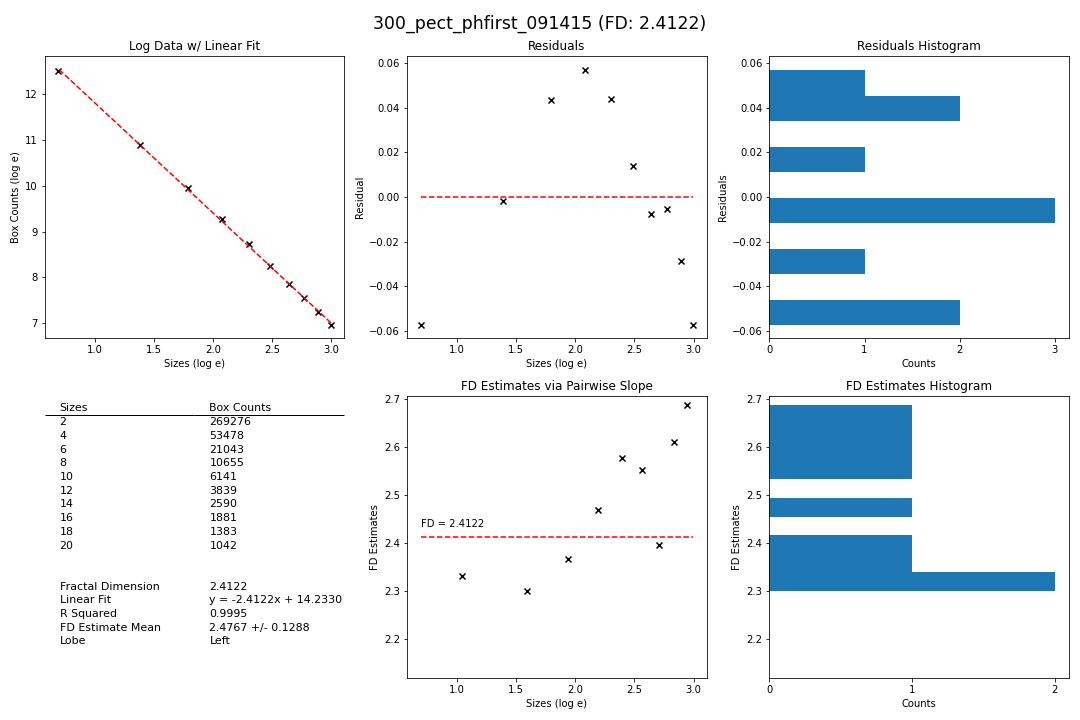 300_pect_phfirst_091415 (FD: 2.4122)
Log Data w/ Linear Fit
Box Counts (log e)
12
11
10
9
8
7
1.0 1.5 2.0 2.5 3.0
Sizes (log e)
Residuals
Residual
0.06
0.04
0.02
0.00
−0.02
−0.04
−0.06
1.0 1.5 2.0 2.5 3.0
Sizes (log e)
Residuals Histogram
Residuals
0.06
0.04
0.02
0.00
−0.02
−0.04
−0.06
0 1 2 3
Counts
Sizes Box Counts
2 269276
4 53478
6 21043
8 10655
10 6141
12 3839
14 2590
16 1881
18 1383
20 1042
Fractal Dimension 2.4122
Linear Fit y = -2.4122x + 14.2330
R Squared 0.9995
FD Estimate Mean 2.4767 +/- 0.1288
Lobe Left
FD Estimates via Pairwise Slope
FD Estimates
2.7
2.6
2.5
2.4
2.3
2.2
FD = 2.4122
1.0 1.5 2.0 2.5 3.0
Sizes (log e)
FD Estimates Histogram
FD Estimates
2.7
2.6
2.5
2.4
2.3
2.2
0 1 2
Counts